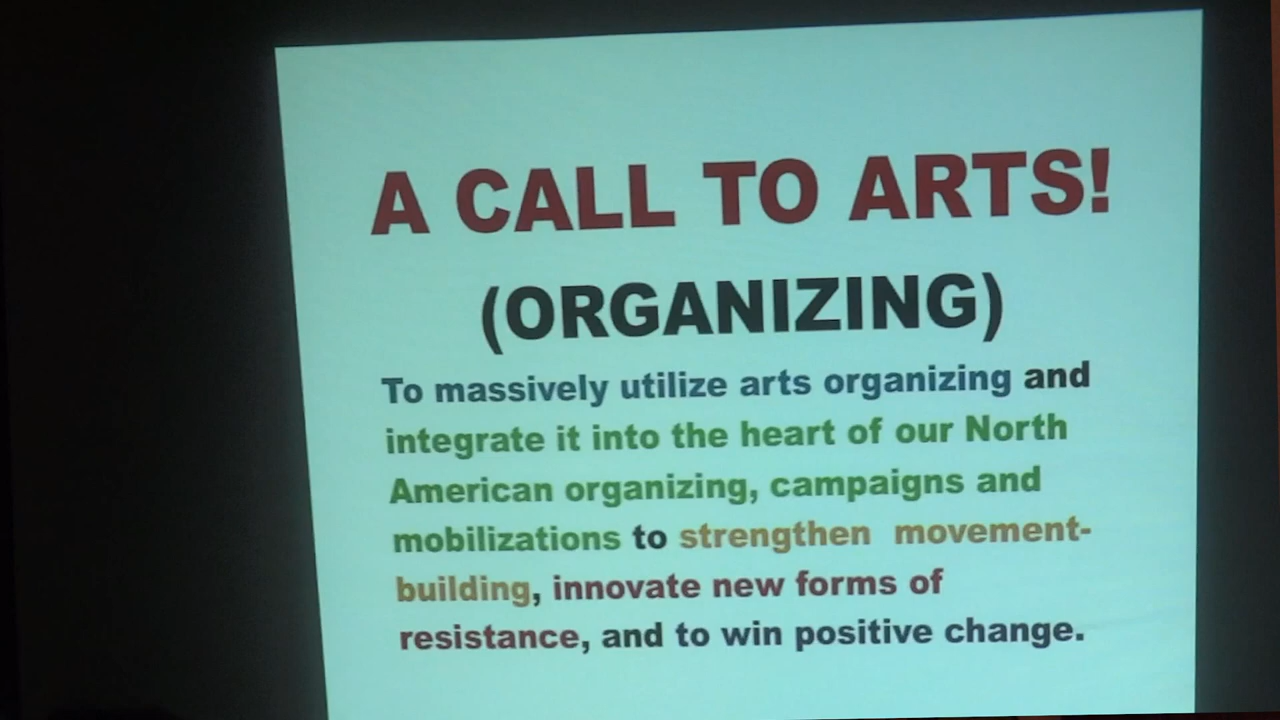 A CALL TO ARTS!
(ORGANIZING)
To massively utilize arts organizing and
integrate it into the heart of our North
American organizing, campaigns and
mobilizations to strengthen  movement-
building, innovate new forms of
resistance, and to win positive change.